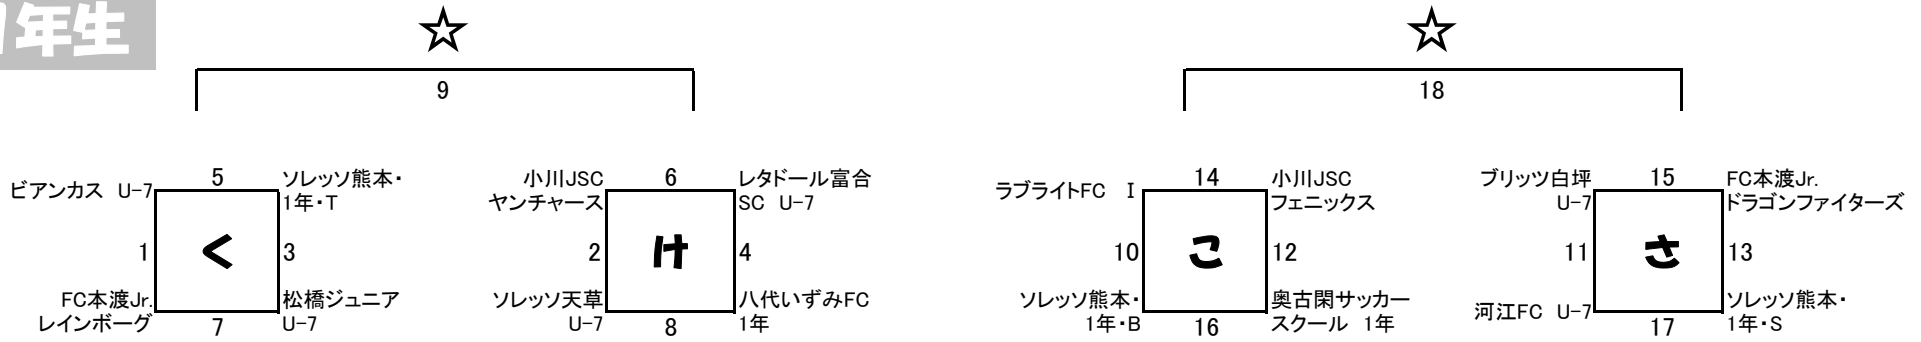 1年生
☆
9
☆
18
ビアンカス U-7
5
ソレッソ熊本・
1年・T
1
く
3
FC本渡Jr.
レインボーグ
7
松橋ジュニア
U-7
小川JSC
ヤンチャース
6
レタドール富合
SC U-7
2
け
4
ソレッソ天草
U-7
8
八代いずみFC
1年
ラブライトFC Ⅰ
14
小川JSC
フェニックス
10
こ
12
ソレッソ熊本・
1年・B
16
奥古閑サッカー
スクール 1年
ブリッツ白坪
U-7
15
FC本渡Jr.
ドラゴンファイターズ
11
さ
13
河江FC U-7
17
ソレッソ熊本・
1年・S